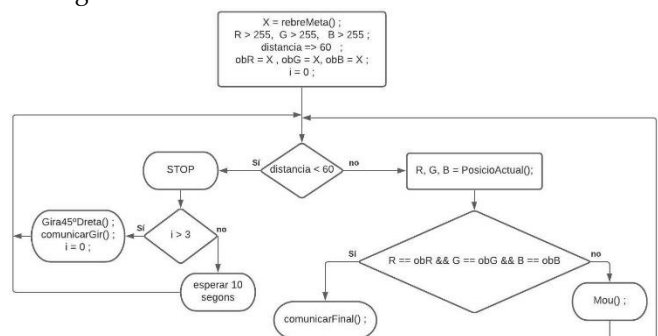 X = rebreMeta() ;
R > 255, G > 255, B > 255 ;
distancia => 60 ;
obR = X , obG = X, obB = X ;
i = 0 ;
STOP
Sí
distancia < 60
no
R, G, B = PosicioActual();
Gira45ºDreta() ;
comunicarGir() ;
i = 0 ;
Sí
i > 3
no
esperar 10
segons
Sí
R == obR && G == obG && B == obB
no
comunicarFinal() ;
Mou() ;